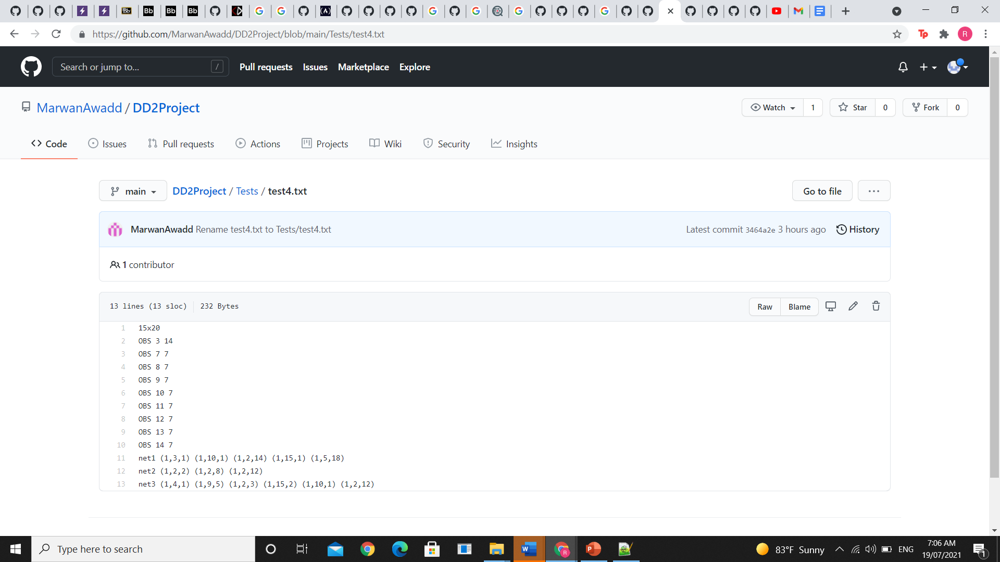 https://github.com/MarwanAwadd/DD2Project/blob/main/Tests/test4.txt
Search or jump to... /
Pull requests Issues Marketplace Explore
MarwanAwadd / DD2Project
Watch 1 Star 0 Fork 0
Code Issues Pull requests Actions Projects Wiki Security Insights
main DD2Project / Tests / test4.txt Go to file
MarwanAwadd Rename test4.txt to Tests/test4.txt Latest commit 3464a2e 3 hours ago History
1 contributor
13 lines (13 sloc) 232 Bytes Raw Blame
1 15x20
2 OBS 3 14
3 OBS 7 7
4 OBS 8 7
5 OBS 9 7
6 OBS 10 7
7 OBS 11 7
8 OBS 12 7
9 OBS 13 7
10 OBS 14 7
11 net1 (1,3,1) (1,10,1) (1,2,14) (1,15,1) (1,5,18)
12 net2 (1,2,2) (1,2,8) (1,2,12)
13 net3 (1,4,1) (1,9,5) (1,2,3) (1,15,2) (1,10,1) (1,2,12)
Type here to search
83°F Sunny ENG
7:06 AM
19/07/2021
1